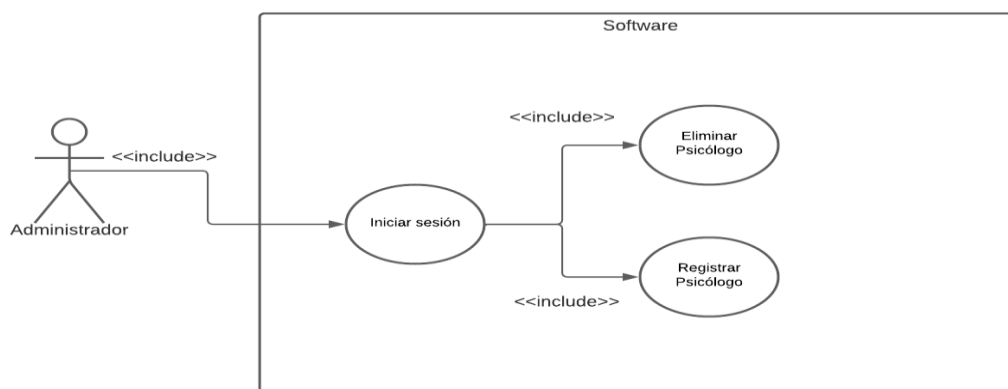 Software
<<include>>
Eliminar
Psicólogo
<<include>>
Administrador
Iniciar sesión
Registrar
Psicólogo
<<include>>